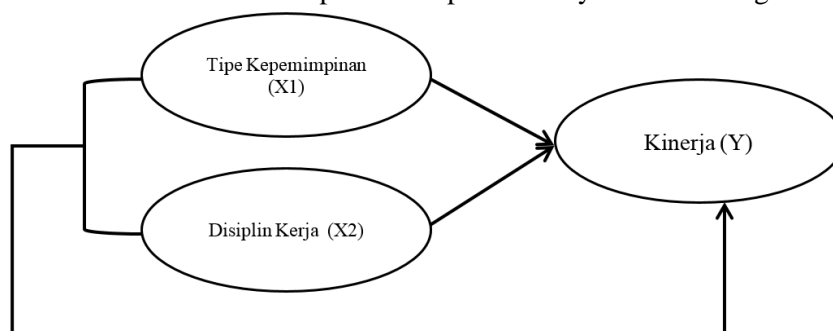 Tipe Kepemimpinan
(X1)
Kinerja (Y)
Disiplin Kerja (X2)